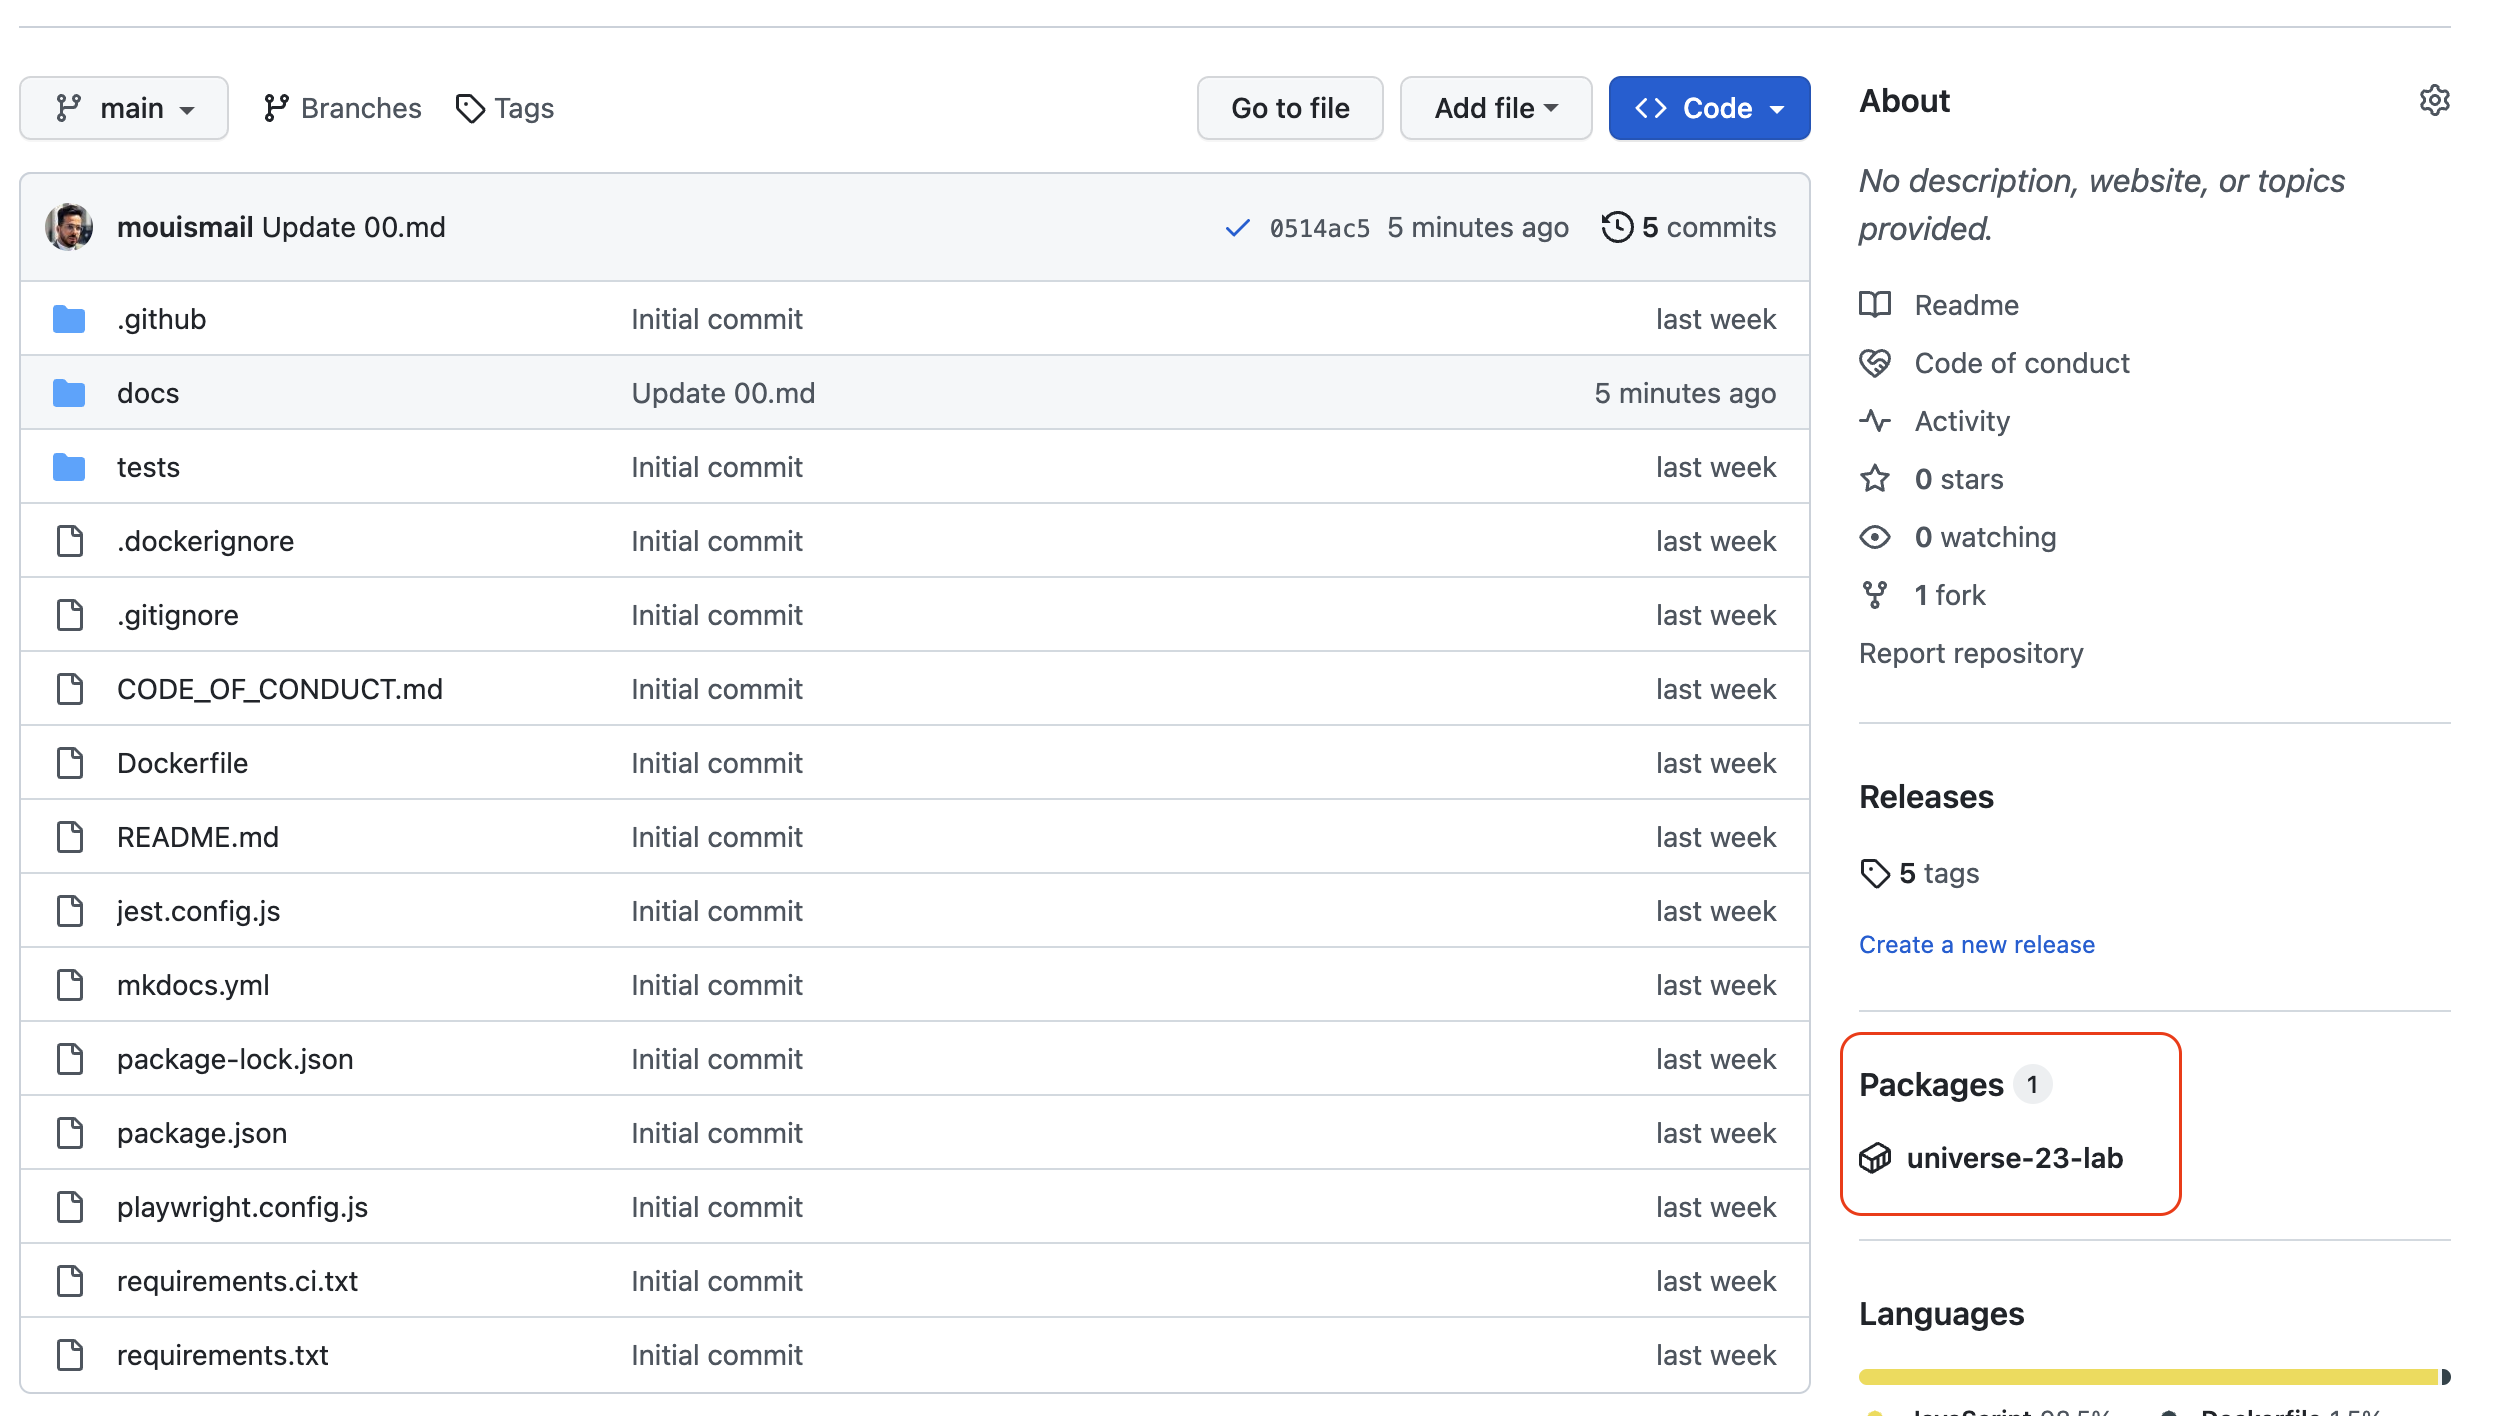 main Branches Tags Go to file Add file Code
mouismail Update 00.md 0514ac5 5 minutes ago 5 commits
.github Initial commit last week
docs Update 00.md 5 minutes ago
tests Initial commit last week
.dockerignore Initial commit last week
.gitignore Initial commit last week
CODE_OF_CONDUCT.md Initial commit last week
Dockerfile Initial commit last week
README.md Initial commit last week
jest.config.js Initial commit last week
mkdocs.yml Initial commit last week
package-lock.json Initial commit last week
package.json Initial commit last week
playwright.config.js Initial commit last week
requirements.ci.txt Initial commit last week
requirements.txt Initial commit last week
About
No description, website, or topics
provided.
Readme
Code of conduct
Activity
0 stars
0 watching
1 fork
Report repository
Releases
5 tags
Create a new release
Packages 1
universe-23-lab
Languages
JavaScript 98.5% Dockerfile 1.5%